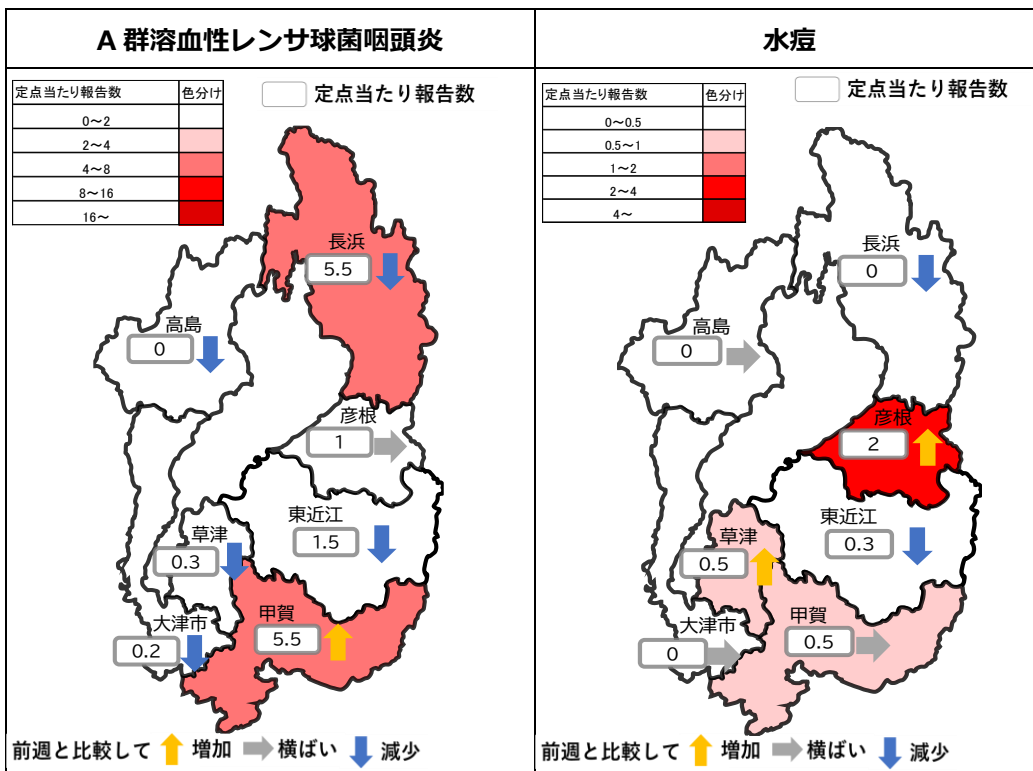 A 群溶血性レンサ球菌咽頭炎
定点当たり報告数 色分け
0～2
2～4
4～8
8～16
16～
定点当たり報告数
長浜
5.5
高島
0
彦根
1
東近江
1.5
草津
0.3
甲賀
5.5
大津市
0.2
前週と比較して 増加 横ばい 減少
水痘
定点当たり報告数 色分け
0～0.5
0.5～1
1～2
2～4
4～
定点当たり報告数
長浜
0
高島
0
彦根
2
東近江
0.3
草津
0.5
甲賀
0.5
大津市
0
前週と比較して 増加 横ばい 減少